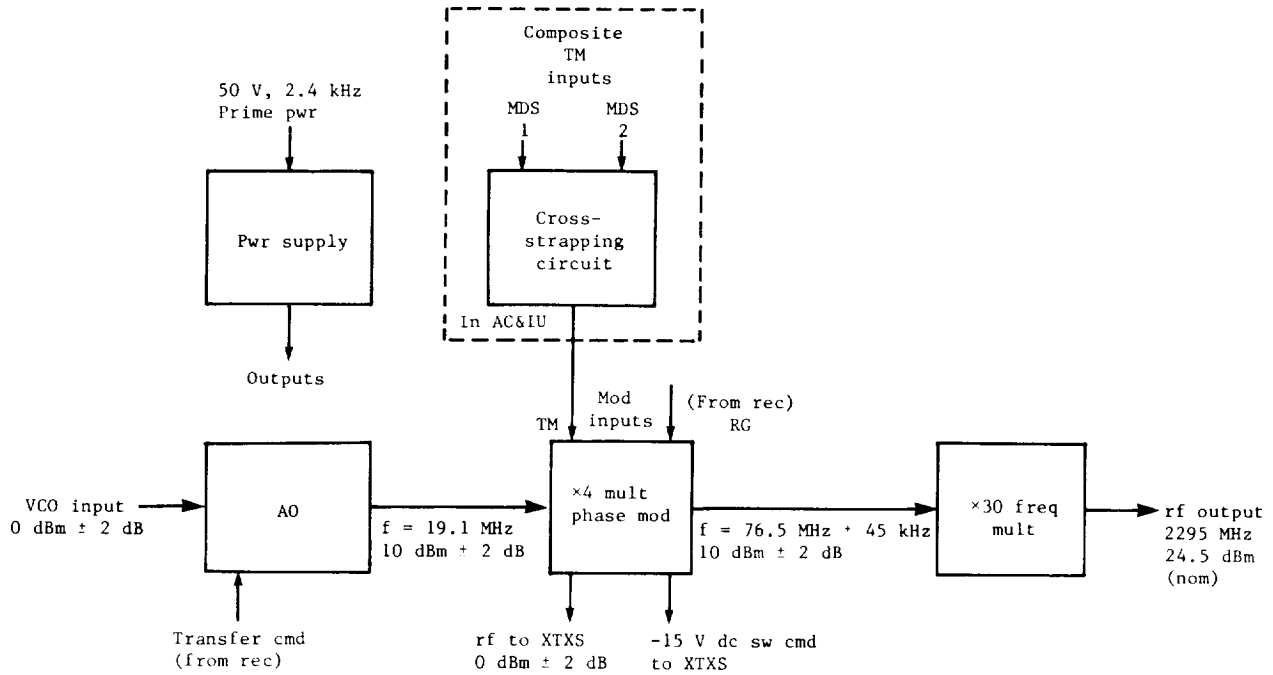 Composite
TM
inputs
50 V, 2.4 kHz
Prime pwr
MDS
1
MDS
2
Pwr supply
Cross-
strapping
circuit
In AC&IU
Outputs
Mod
inputs
(From rec)
RG
TM
VCO input
0 dBm ± 2 dB
AO
f = 19.1 MHz
10 dBm ± 2 dB
×4 mult
phase mod
f = 76.5 MHz + 45 kHz
10 dBm ± 2 dB
×30 freq
mult
rf output
2295 MHz
24.5 dBm
(nom)
Transfer cmd
(from rec)
rf to XTXS
0 dBm ± 2 dB
-15 V dc sw cmd
to XTXS